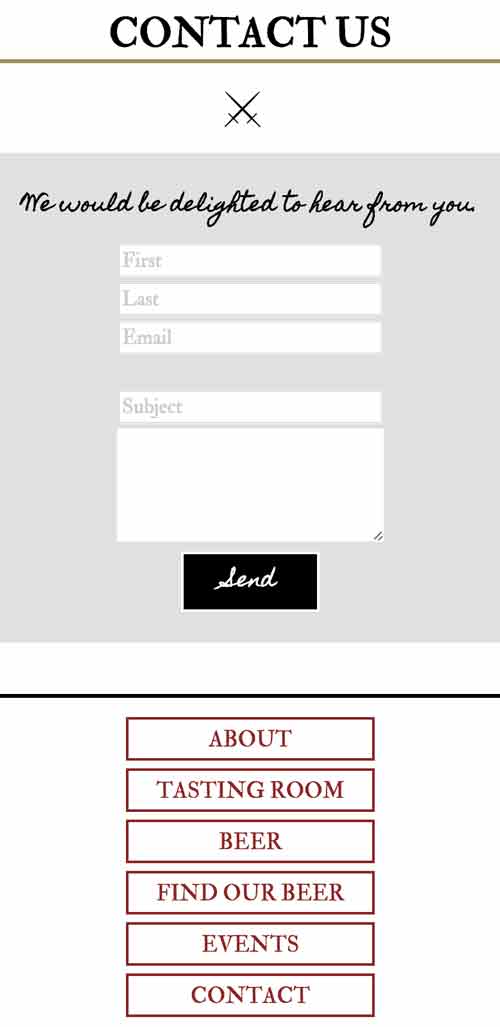 CONTACT US
We would be delighted to hear from you.
First
Last
Email
Subject
Send
ABOUT
TASTING ROOM
BEER
FIND OUR BEER
EVENTS
CONTACT